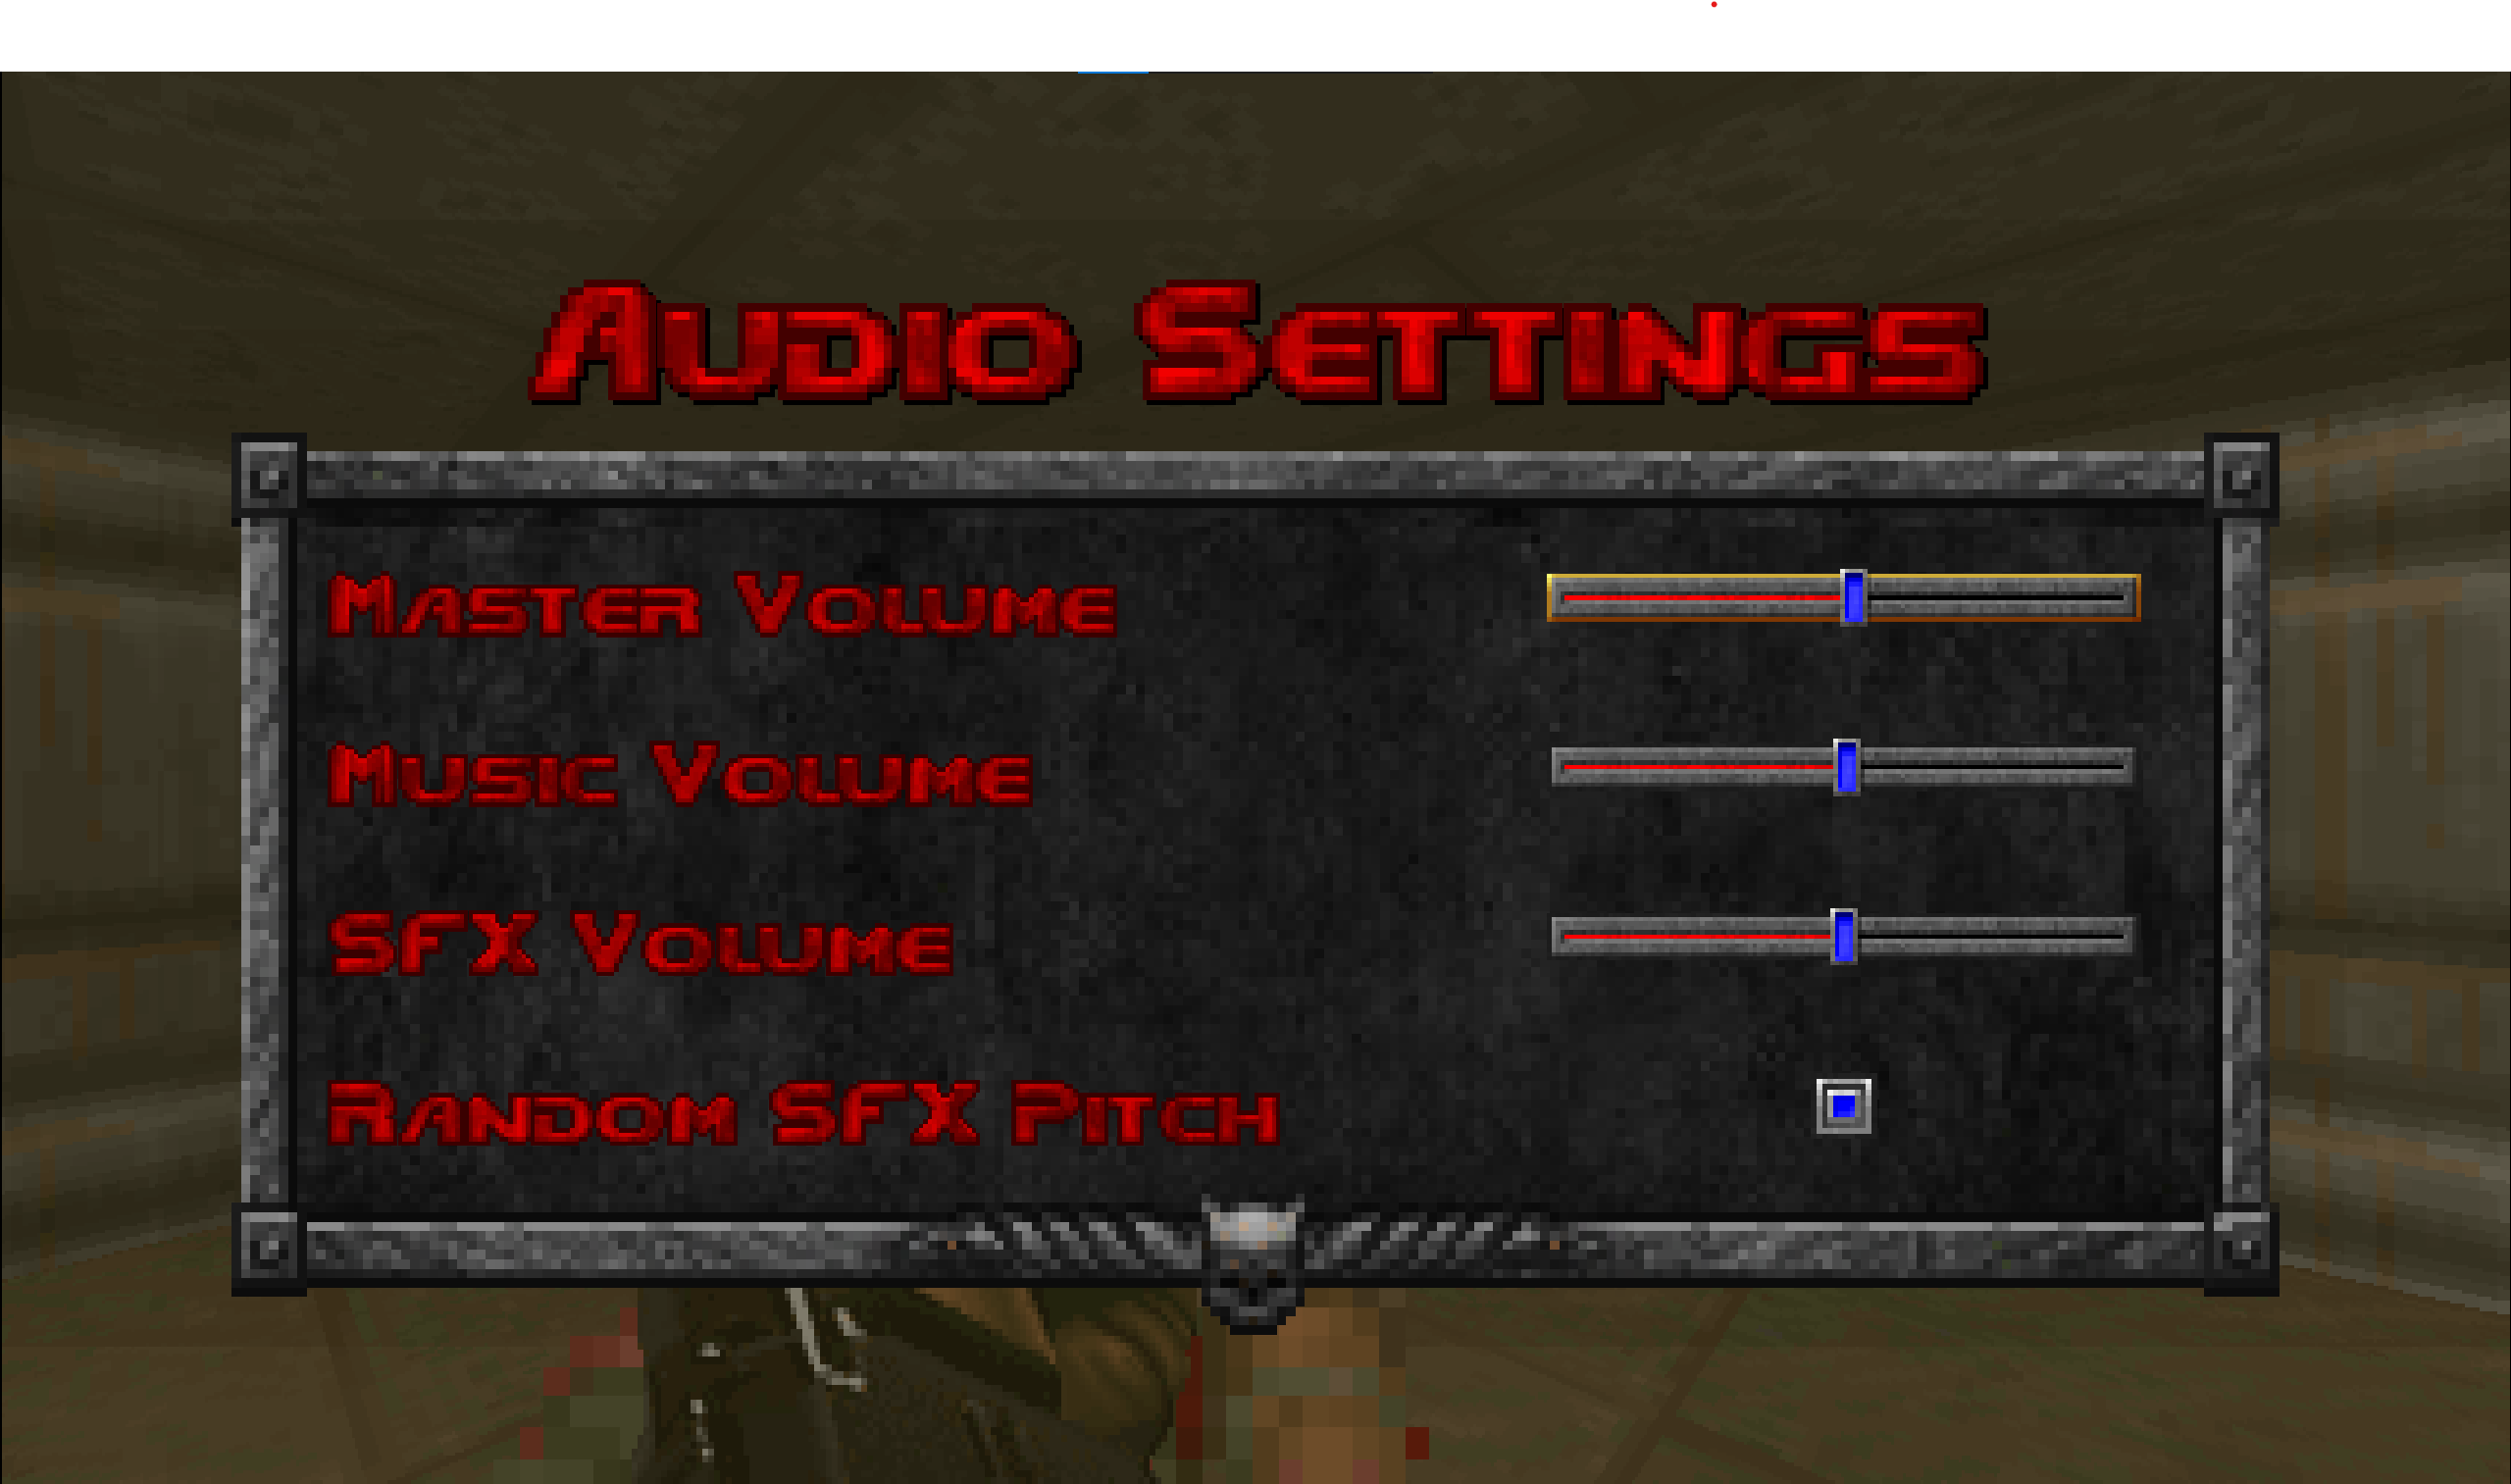 Audio Settings
Master Volume
Music Volume
SFX Volume
Random SFX Pitch